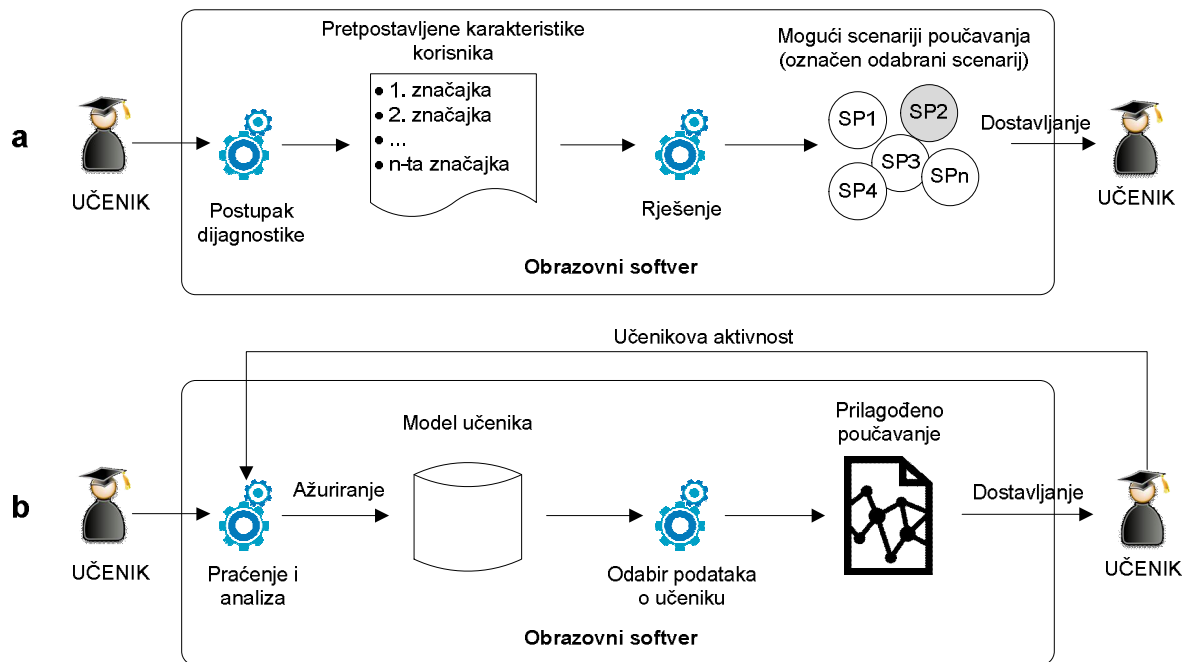 a
UČENIK
Postupak
dijagnostike
Pretpostavljene karakteristike
korisnika
• 1. značajka
• 2. značajka
• ...
• n-ta značajka
Rješenje
Mogući scenariji poučavanja
(označen odabrani scenarij)
SP1
SP2
SP3
SP4
SPn
Dostavljanje
UČENIK
Obrazovni softver
Učenikova aktivnost
b
UČENIK
Praćenje i
analiza
Ažuriranje
Model učenika
Odabir podataka
o učeniku
Prilagođeno
poučavanje
Dostavljanje
UČENIK
Obrazovni softver